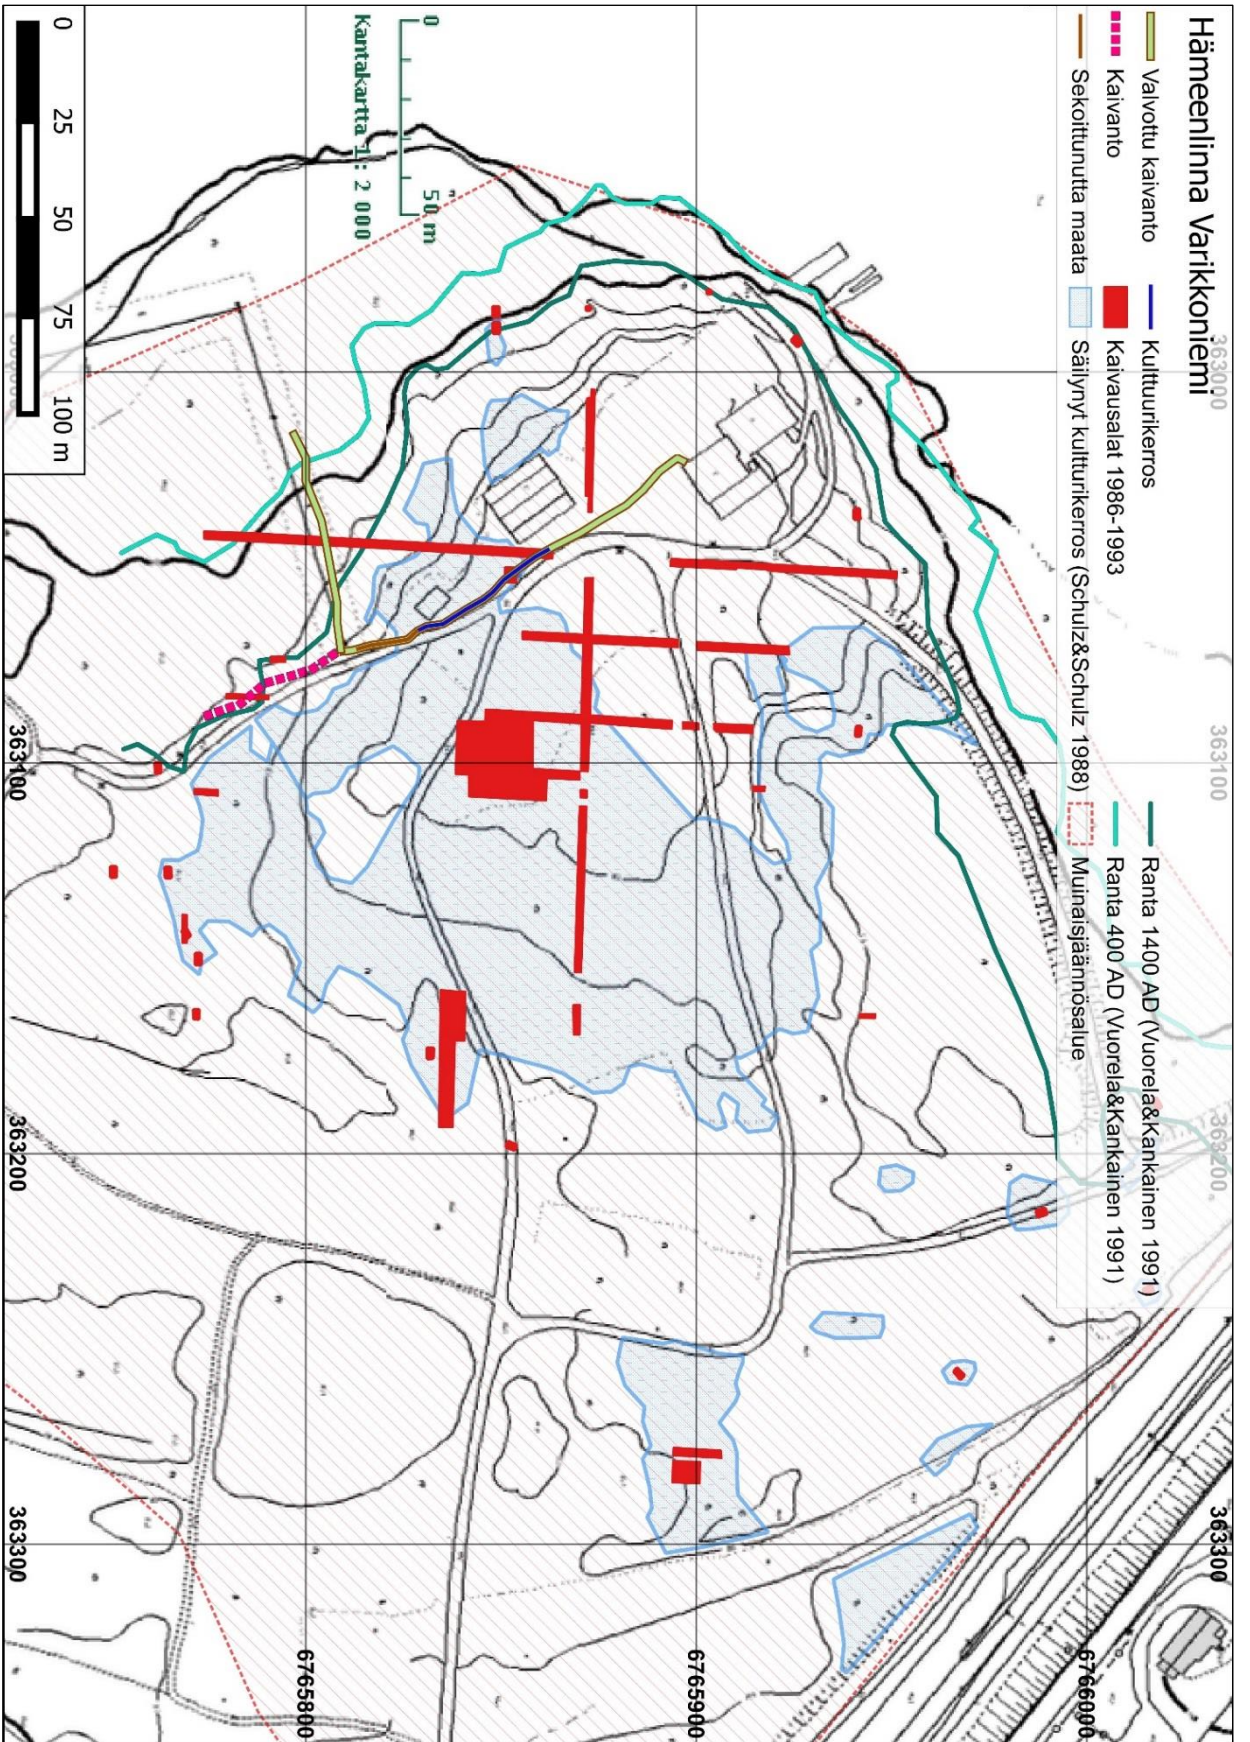 Hämeenlinna Varikkoniemi
Valvottu kaivanto
Kaivanto
Sekoittunutta maata
Kulttuurikerros
Kaivausalat 1986-1993
Säilynyt kulttuurikerros (Schulz&Schulz 1988)
Ranta 1400 AD (Vuorela&Kankainen 1991)
Ranta 400 AD (Vuorela&Kankainen 1991)
Muinaisjäännösalue
363000
363100
363200
363300
6766000
6765900
6765800
0 50 m
Kantakartta 1: 2 000
0 25 50 75 100 m
363100
363200
363300